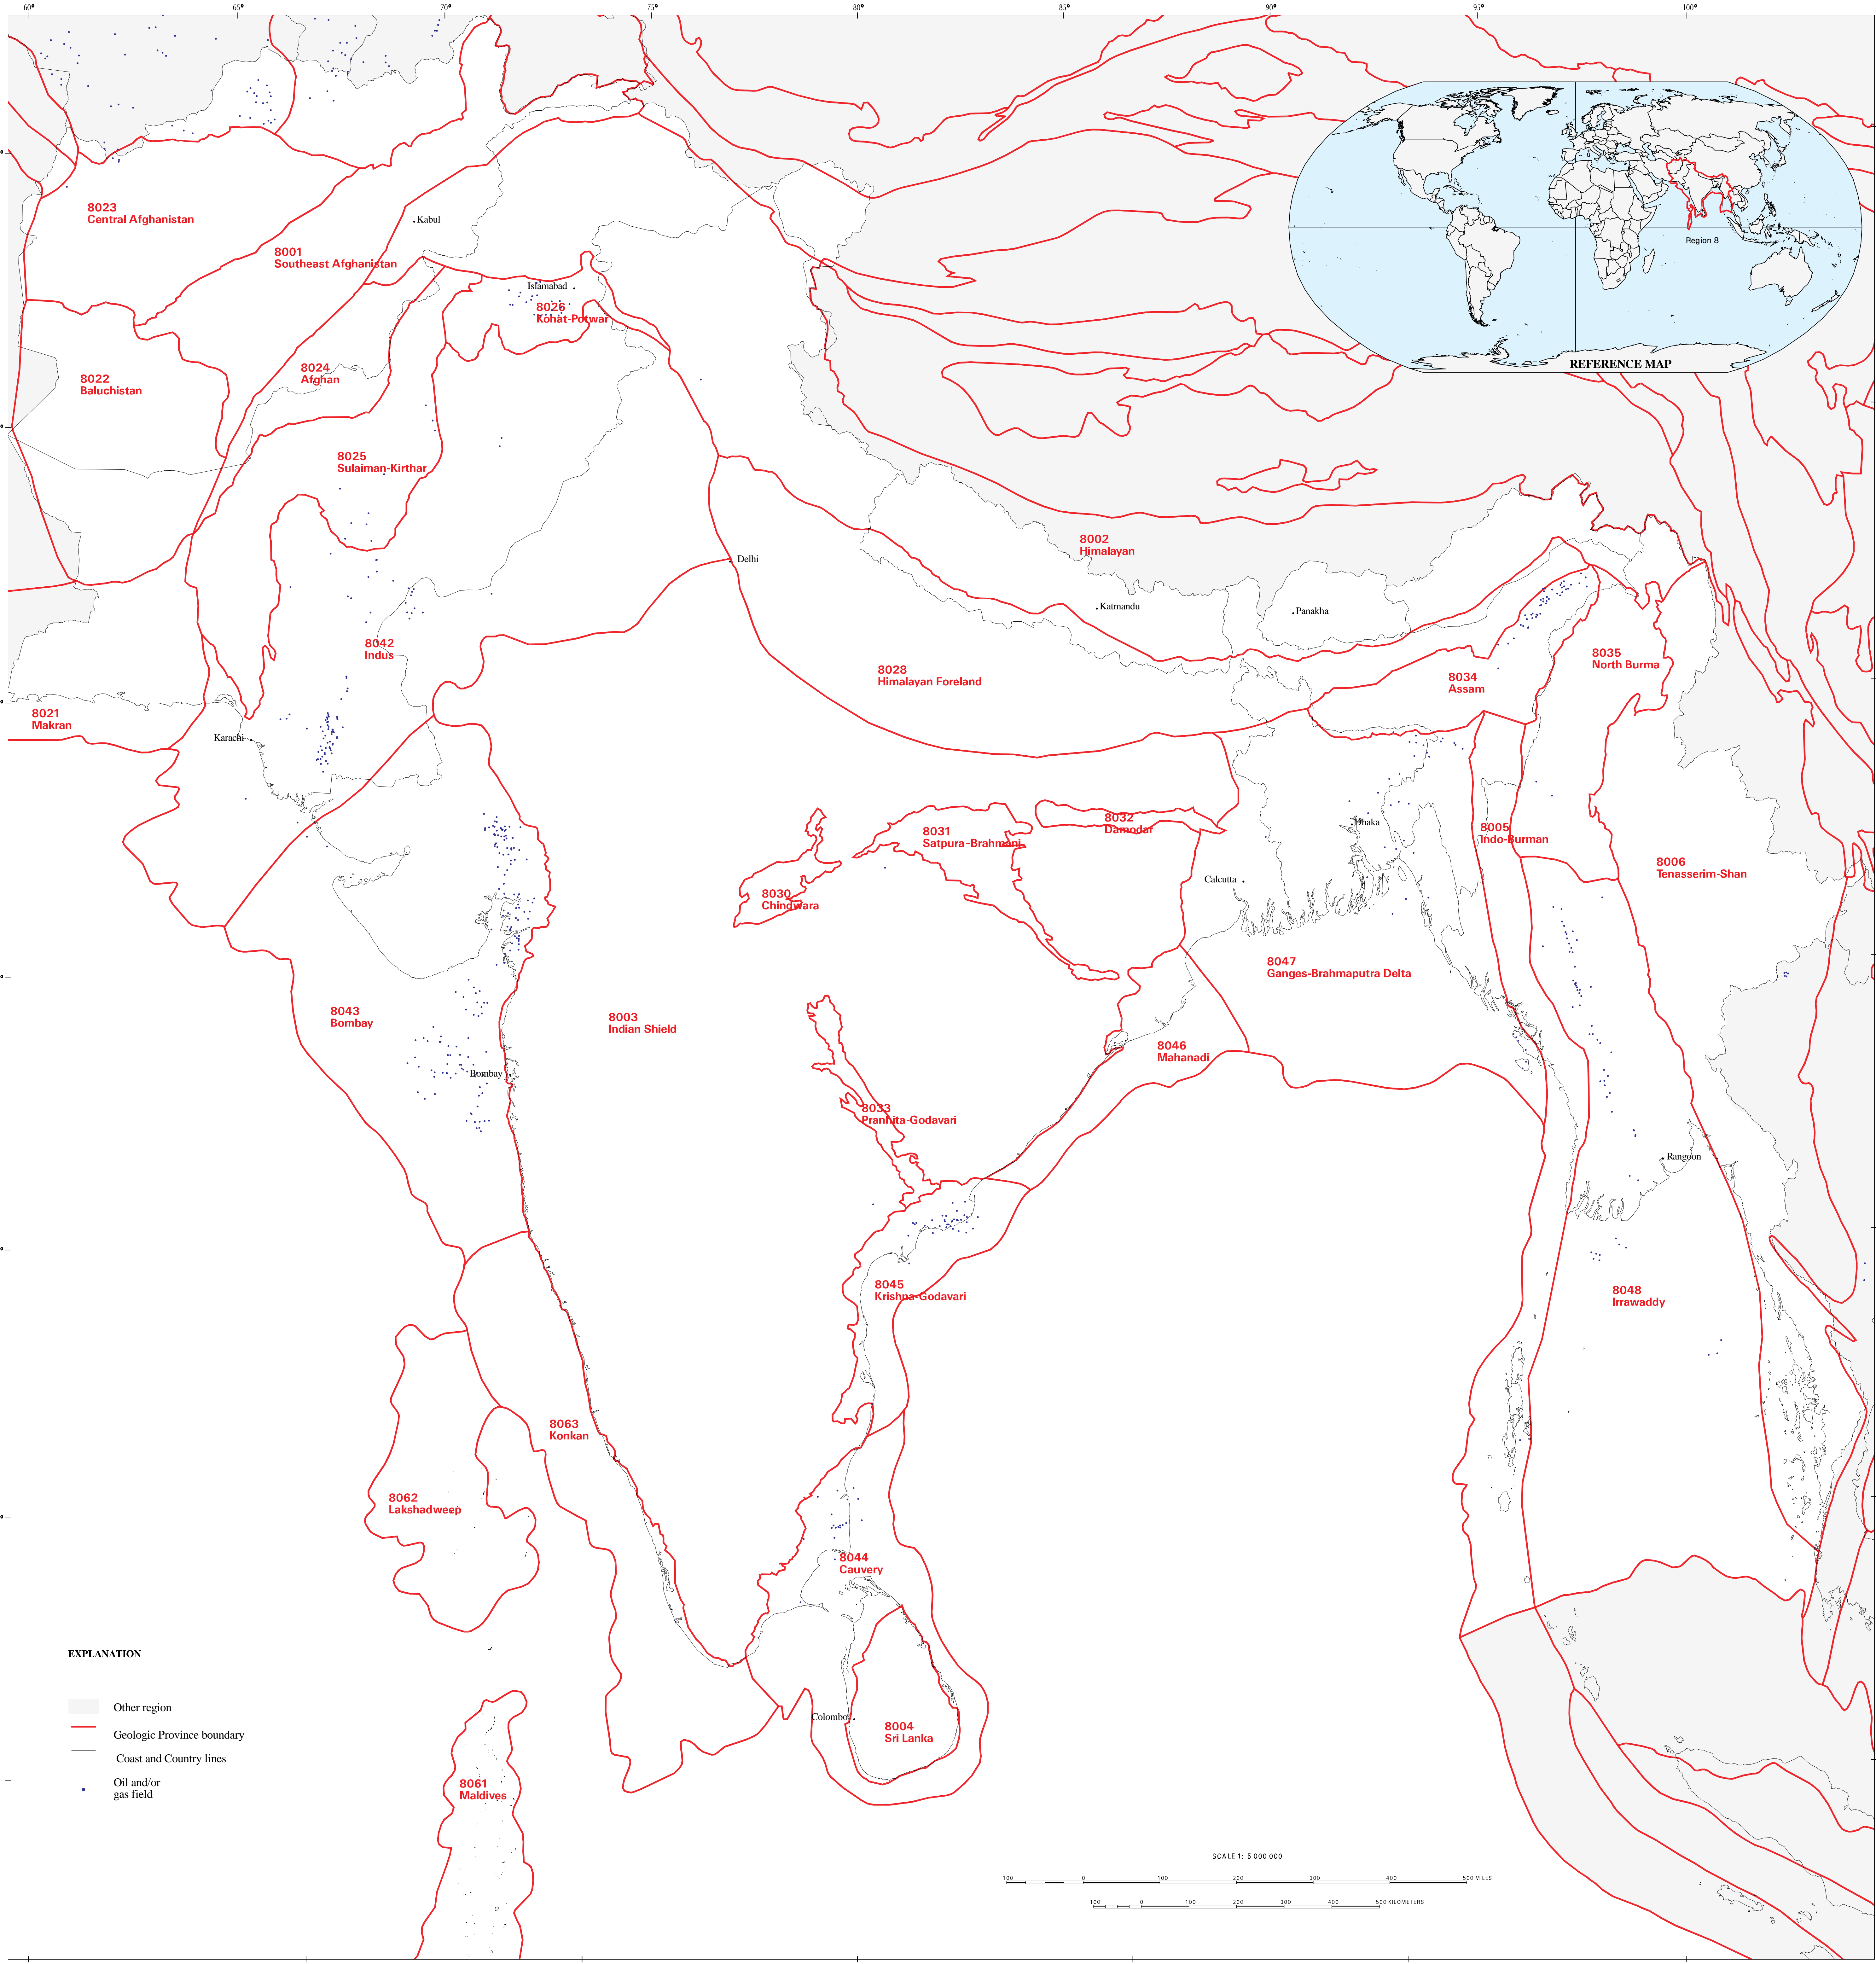 60° 65° 70° 75° 80° 85° 90° 95° 100°
8023
Central Afghanistan
Kabul
8001
Southeast Afghanistan
Islamabad
8026
Kohat-Potwar
Region 8
REFERENCE MAP
8022
Baluchistan
8024
Afghan
8025
Sulaiman-Kirthar
8002
Himalayan
Delhi
Katmandu
Panakha
8042
Indus
8028
Himalayan Foreland
8034
Assam
8035
North Burma
8021
Makran
Karachi
8031
Satpura-Brahmani
8032
Damodar
Dhaka
8005
Indo-Burman
8006
Tenasserim-Shan
8030
Chindwara
Calcutta
8047
Ganges-Brahmaputra Delta
8043
Bombay
8003
Indian Shield
8046
Mahanadi
Bombay
8033
Pranhita-Godavari
Rangoon
8045
Krishna-Godavari
8048
Irrawaddy
8063
Konkan
8062
Lakshadweep
8044
Cauvery
Colombo
8004
Sri Lanka
8061
Maldives
EXPLANATION
Other region
Geologic Province boundary
Coast and Country lines
Oil and/or
gas field
SCALE 1: 5 000 000
100 0 100 200 300 400 500 MILES
100 0 100 200 300 400 500 KILOMETERS